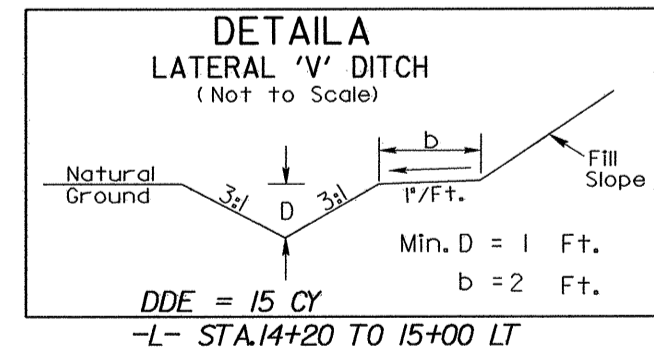 DETAIL A
LATERAL 'V' DITCH
(Not to Scale)
b
Natural
Ground
3:1
D
3:1
1"/Ft.
Fill
Slope
Min. D = 1 Ft.
b = 2 Ft.
DDE = 15 CY
-L- STA.14+20 TO 15+00 LT